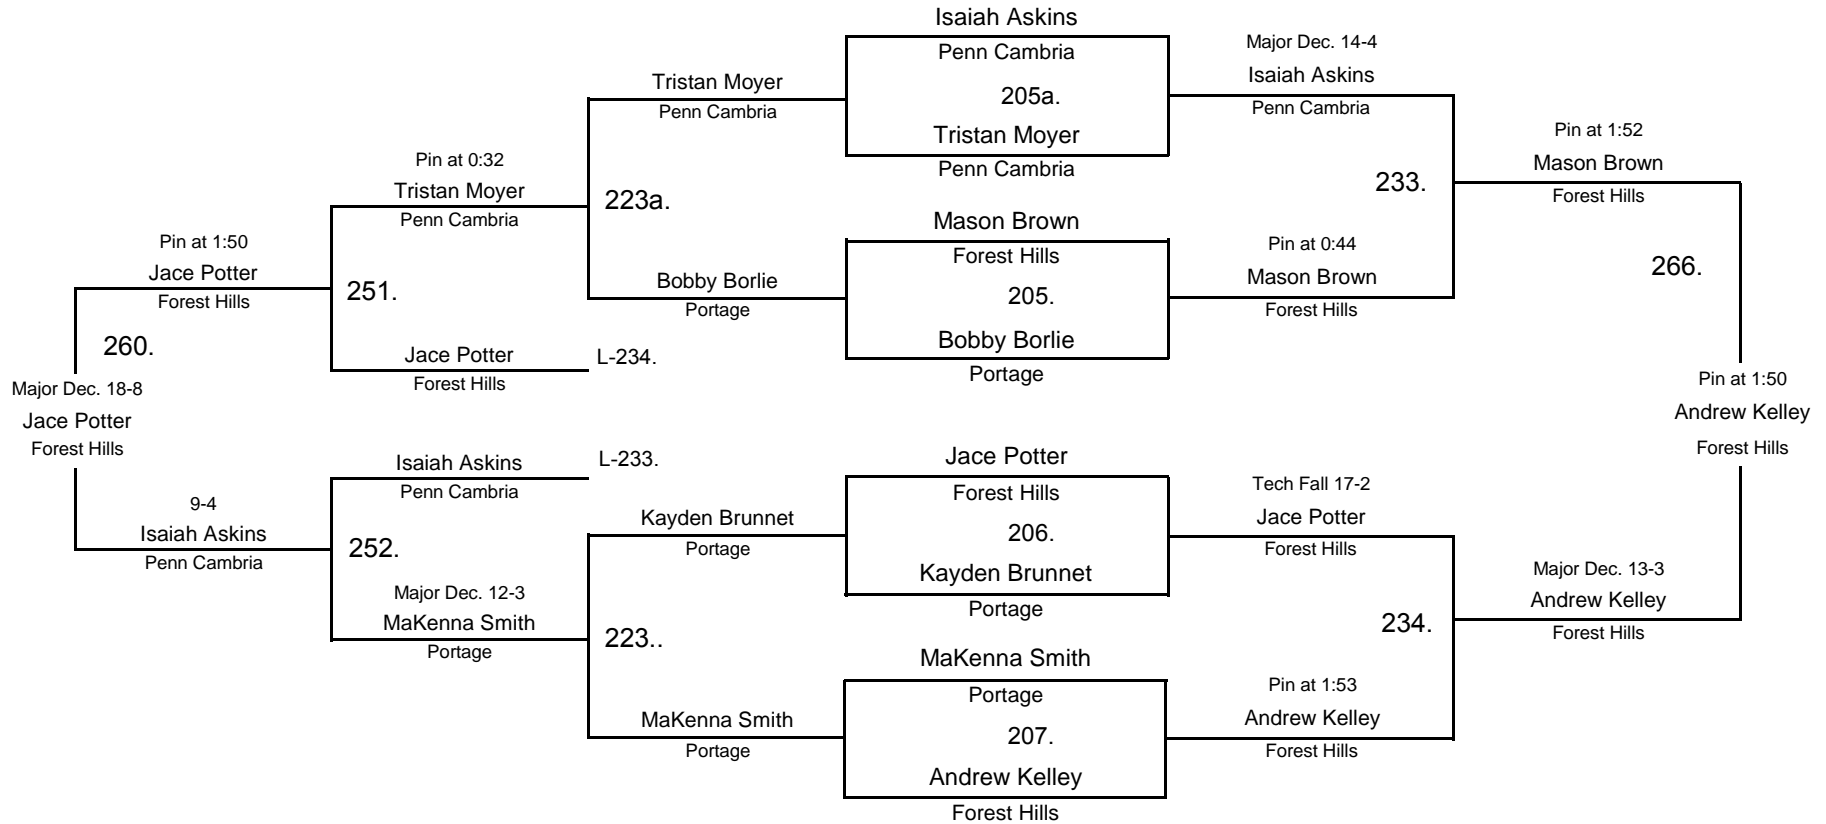 Isaiah Askins
Penn Cambria
205a.
Tristan Moyer
Penn Cambria
Mason Brown
Forest Hills
205.
Bobby Borlie
Portage
Jace Potter
Forest Hills
206.
Kayden Brunnet
Portage
MaKenna Smith
Portage
207.
Andrew Kelley
Forest Hills
Major Dec. 14-4
Isaiah Askins
Penn Cambria
233.
Pin at 0:44
Mason Brown
Forest Hills
Tech Fall 17-2
Jace Potter
Forest Hills
234.
Pin at 1:53
Andrew Kelley
Forest Hills
Pin at 1:52
Mason Brown
Forest Hills
266.
Major Dec. 13-3
Andrew Kelley
Forest Hills
Pin at 1:50
Andrew Kelley
Forest Hills
Tristan Moyer
Penn Cambria
223a.
Bobby Borlie
Portage
Kayden Brunnet
Portage
223..
MaKenna Smith
Portage
Pin at 0:32
Tristan Moyer
Penn Cambria
251.
Jace Potter
Forest Hills
L-234.
Isaiah Askins
Penn Cambria
L-233.
252.
Major Dec. 12-3
MaKenna Smith
Portage
Pin at 1:50
Jace Potter
Forest Hills
260.
9-4
Isaiah Askins
Penn Cambria
Major Dec. 18-8
Jace Potter
Forest Hills